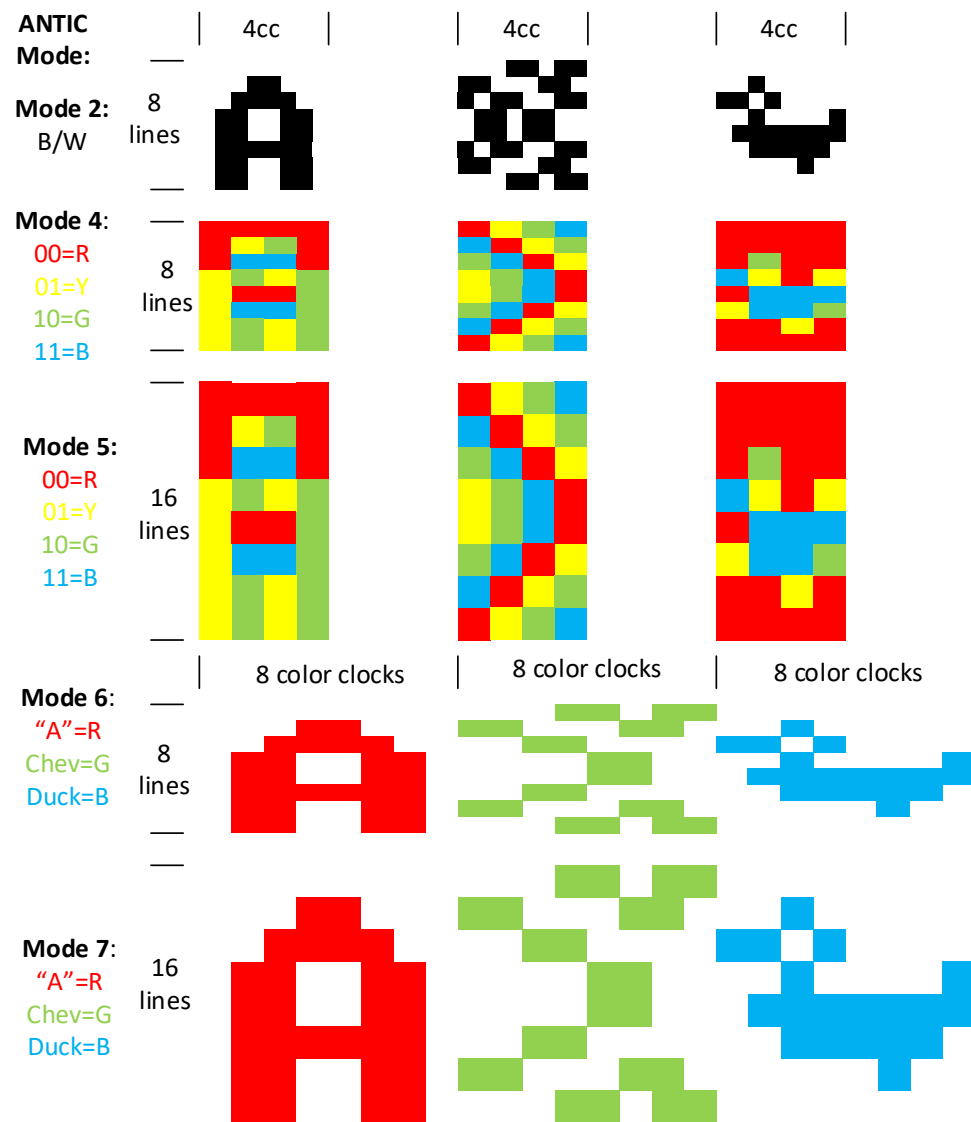 ANTIC
Mode:
4cc
4cc
4cc
Mode 2:
B/W
8
lines
Mode 4:
00=R
01=Y
10=G
11=B
8
lines
Mode 5:
00=R
01=Y
10=G
11=B
16
lines
8 color clocks
8 color clocks
8 color clocks
Mode 6:
“A”=R
Chev=G
Duck=B
8
lines
Mode 7:
“A”=R
Chev=G
Duck=B
16
lines